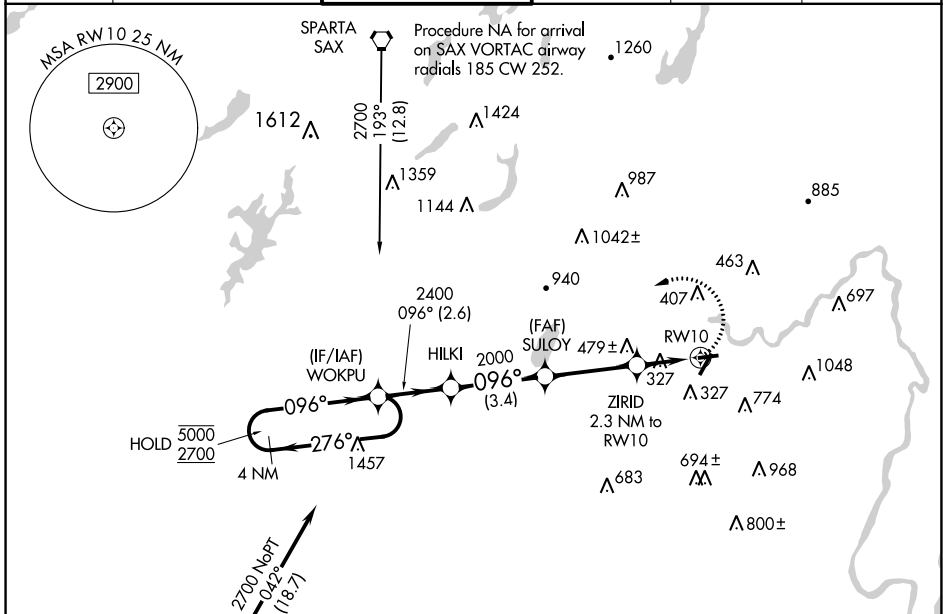 SPARTA
SAX
Procedure NA for arrival
on SAX VORTAC airway
radials 185 CW 252.
MSA RW10 25 NM
2900
1260
2700
193°
(12.8)
1612
1424
1359
1144
987
885
1042±
463
940
407
697
2400
096° (2.6)
(FAF)
SULOY
479±
RW10
(IF/IAF)
WOKPU
HILKI
2000
096°
(3.4)
327
1048
096°
ZIRID
2.3 NM to
RW10
327
774
HOLD
5000
2700
276°
1457
4 NM
683
694±
968
800±
2700 NoPT
042°
(18.7)